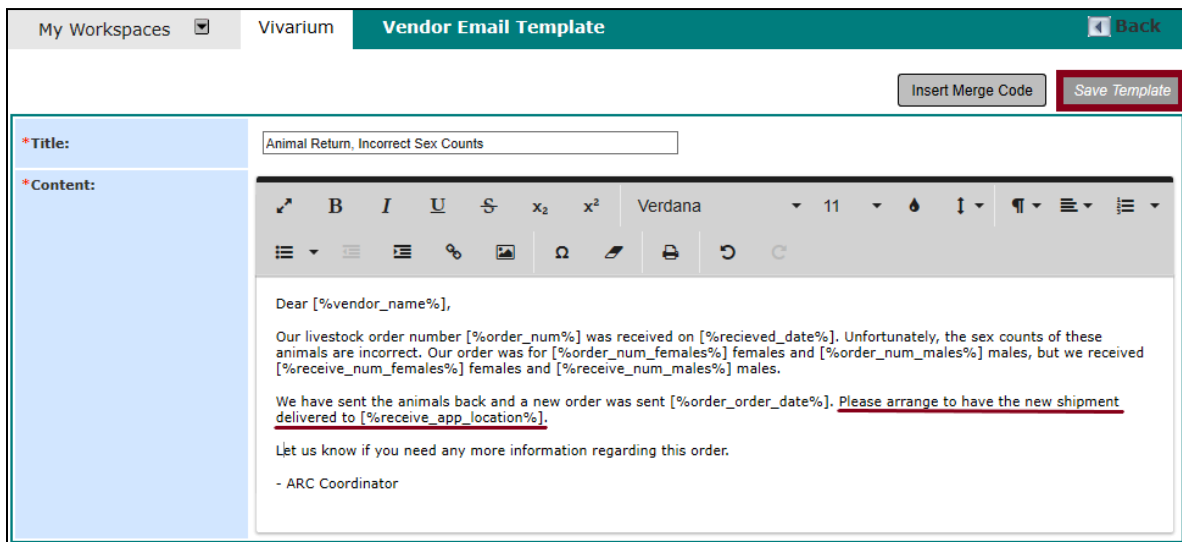 My Workspaces Vivarium Vendor Email Template Back
Insert Merge Code Save Template
*Title: Animal Return, Incorrect Sex Counts
*Content:
B I U S x₂ x² Verdana 11 ¶
Ω
Dear [%vendor_name%],
Our livestock order number [%order_num%] was received on [%recieved_date%]. Unfortunately, the sex counts of these
animals are incorrect. Our order was for [%order_num_females%] females and [%order_num_males%] males, but we received
[%receive_num_females%] females and [%receive_num_males%] males.
We have sent the animals back and a new order was sent [%order_order_date%]. Please arrange to have the new shipment
delivered to [%receive_app_location%].
Let us know if you need any more information regarding this order.
- ARC Coordinator